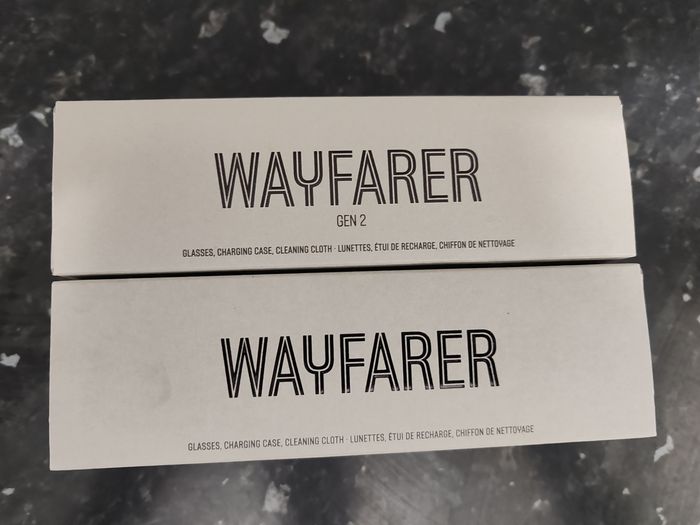 WAYFARER
GEN 2
GLASSES, CHARGING CASE, CLEANING CLOTH · LUNETTES, ÉTUI DE RECHARGE, CHIFFON DE NETTOYAGE
WAYFARER
GLASSES, CHARGING CASE, CLEANING CLOTH · LUNETTES, ÉTUI DE RECHARGE, CHIFFON DE NETTOYAGE